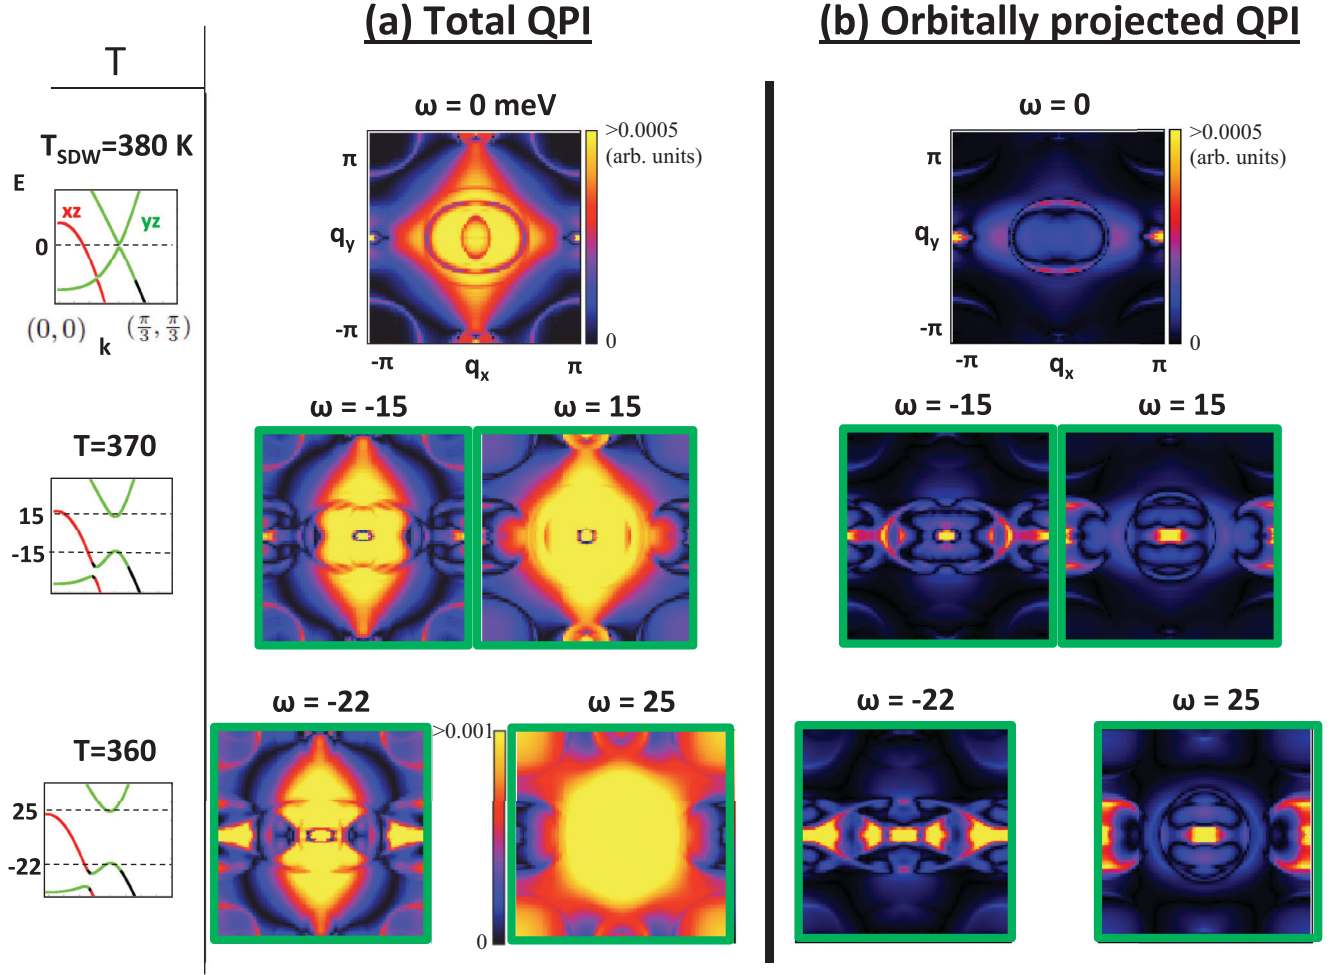 (a) Total QPI
(b) Orbitally projected QPI
T
ω = 0 meV
ω = 0
T_SDW=380 K
>0.0005
(arb. units)
>0.0005
(arb. units)
E
π
π
xz
yz
0
q_y
q_y
(0,0)
(π/3, π/3)
k
-π
0
-π
0
-π
q_x
π
-π
q_x
π
ω = -15
ω = 15
ω = -15
ω = 15
T=370
15
-15
ω = -22
ω = 25
ω = -22
ω = 25
>0.001
T=360
25
-22
0